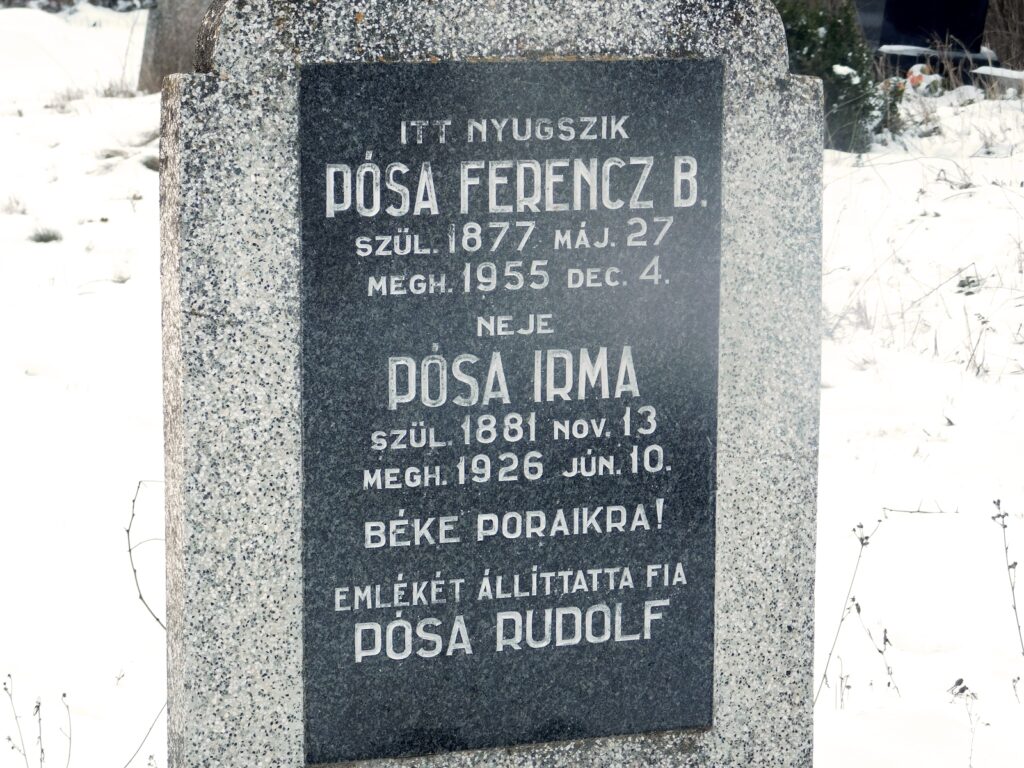 ITT NYUGSZIK
PÓSA FERENCZ B.
SZÜL. 1877 MÁJ. 27
MEGH. 1955 DEC. 4.
NEJE
PÓSA IRMA
SZÜL. 1881 NOV. 13
MEGH. 1926 JÚN. 10.
BÉKE PORAIKRA!
EMLÉKÉT ÁLLÍTTATTA FIA
PÓSA RUDOLF